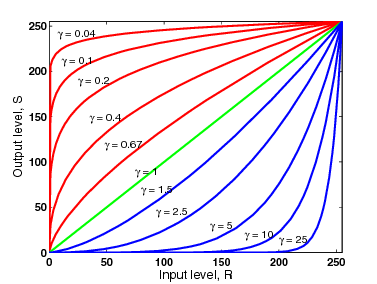 Output level, S
200
150
100
50
0
γ = 0.04
γ = 0.1
γ = 0.2
γ = 0.4
γ = 0.67
γ = 1
γ = 1.5
γ = 2.5
γ = 5
γ = 10
γ = 25
0
50
100
150
200
250
Input level, R